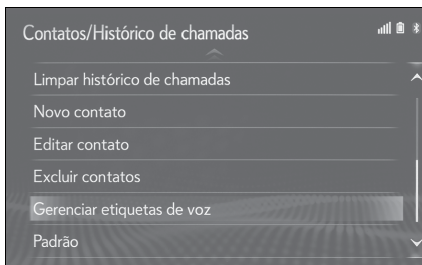 Contatos/Histórico de chamadas
Limpar histórico de chamadas
Novo contato
Editar contato
Excluir contatos
Gerenciar etiquetas de voz
Padrão